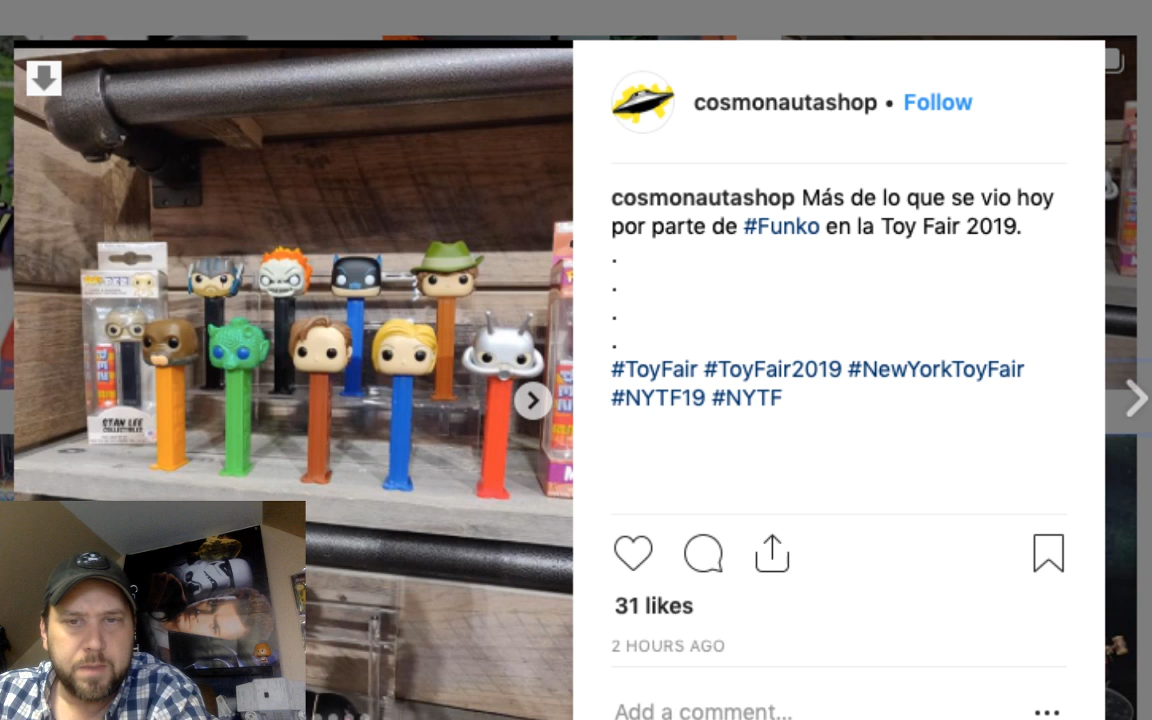 cosmonautashop • Follow
cosmonautashop Más de lo que se vio hoy
por parte de #Funko en la Toy Fair 2019.
.
.
.
.
#ToyFair #ToyFair2019 #NewYorkToyFair
#NYTF19 #NYTF
31 likes
2 HOURS AGO
Add a comment...
STAN LEE
COLLECTIBLES